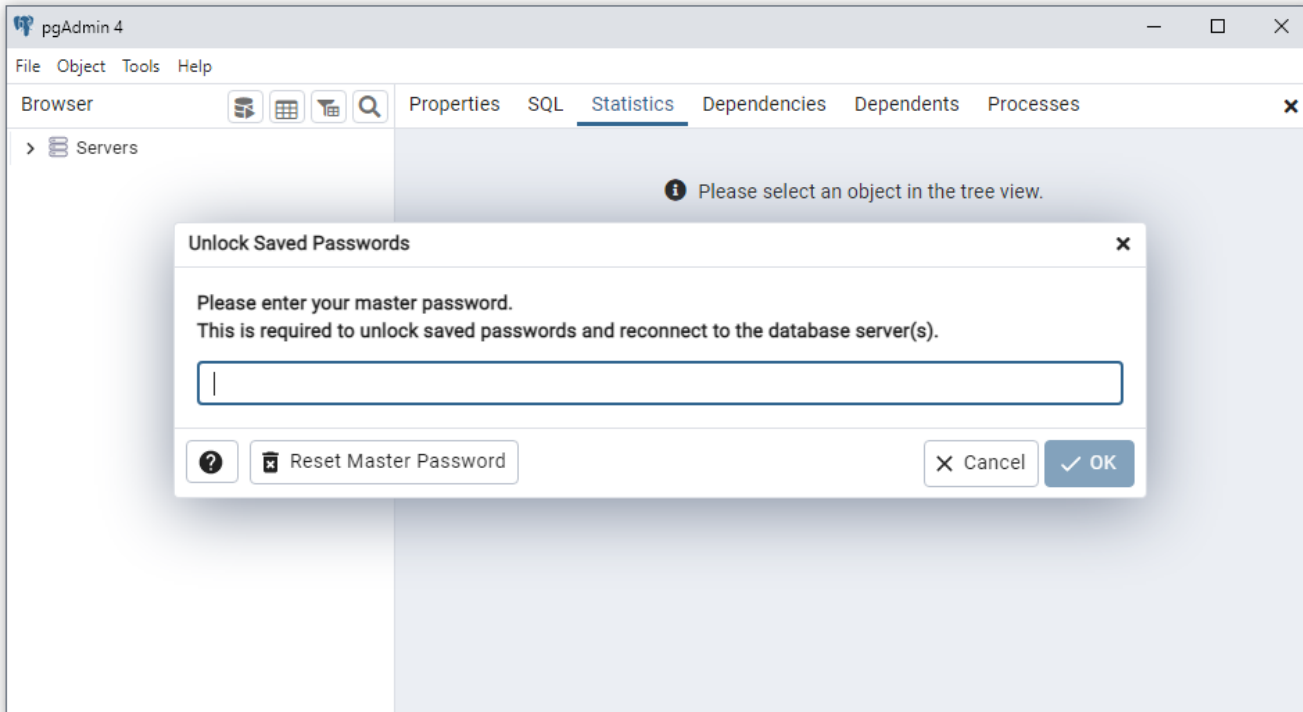 pgAdmin 4
File Object Tools Help
Browser
Properties SQL Statistics Dependencies Dependents Processes
Servers
Please select an object in the tree view.
Unlock Saved Passwords
Please enter your master password.
This is required to unlock saved passwords and reconnect to the database server(s).
Reset Master Password
Cancel
OK